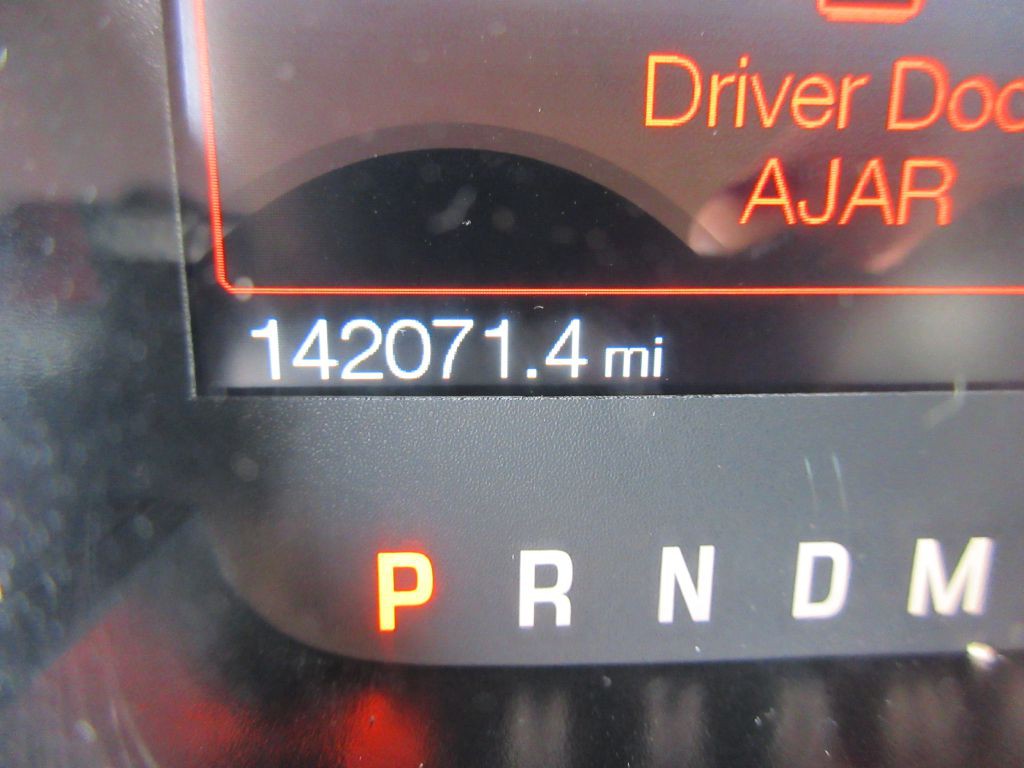 Driver Doo
AJAR
142071.4 mi
P R N D M